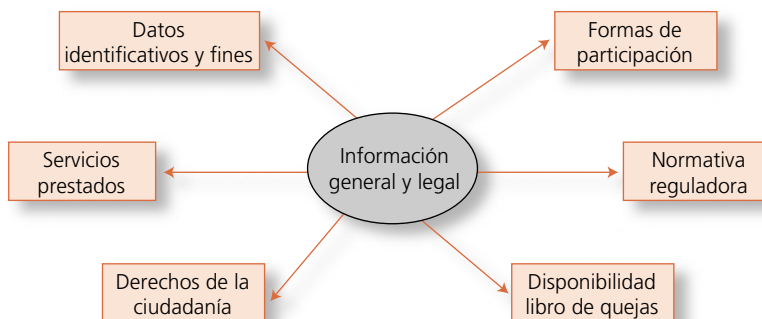 Datos
identificativos y fines
Formas de
participación
Servicios
prestados
Información
general y legal
Normativa
reguladora
Derechos de la
ciudadanía
Disponibilidad
libro de quejas